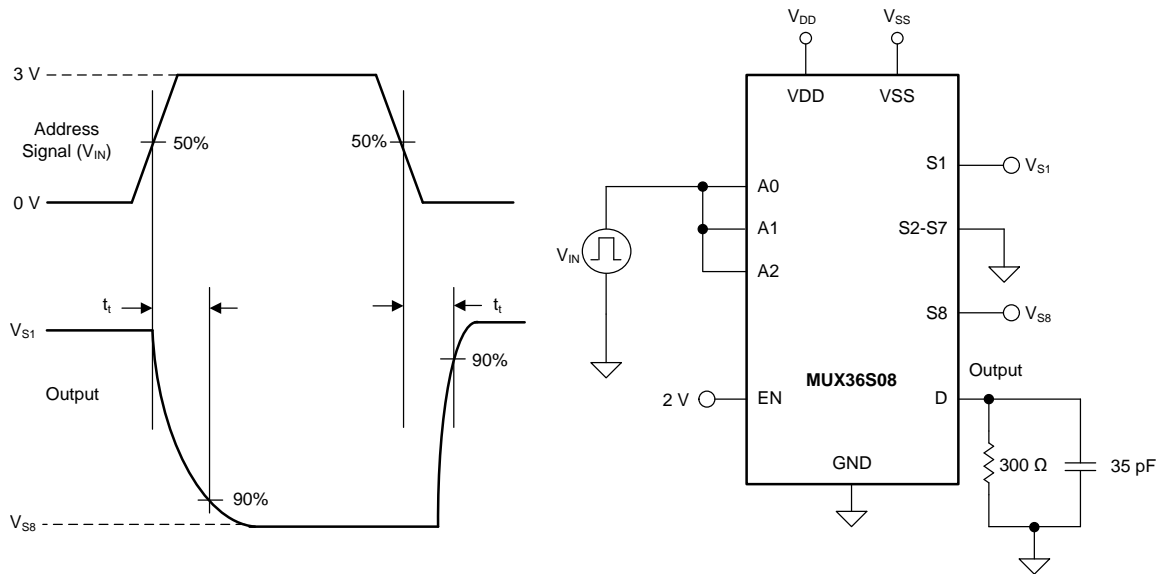 3 V
Address
Signal (VIN)
50%
50%
0 V
tt
tt
VS1
90%
Output
90%
VS8
VDD
VSS
VDD
VSS
S1
VS1
A0
A1
S2-S7
VIN
A2
S8
VS8
MUX36S08
Output
2 V
EN
D
GND
300 Ω
35 pF